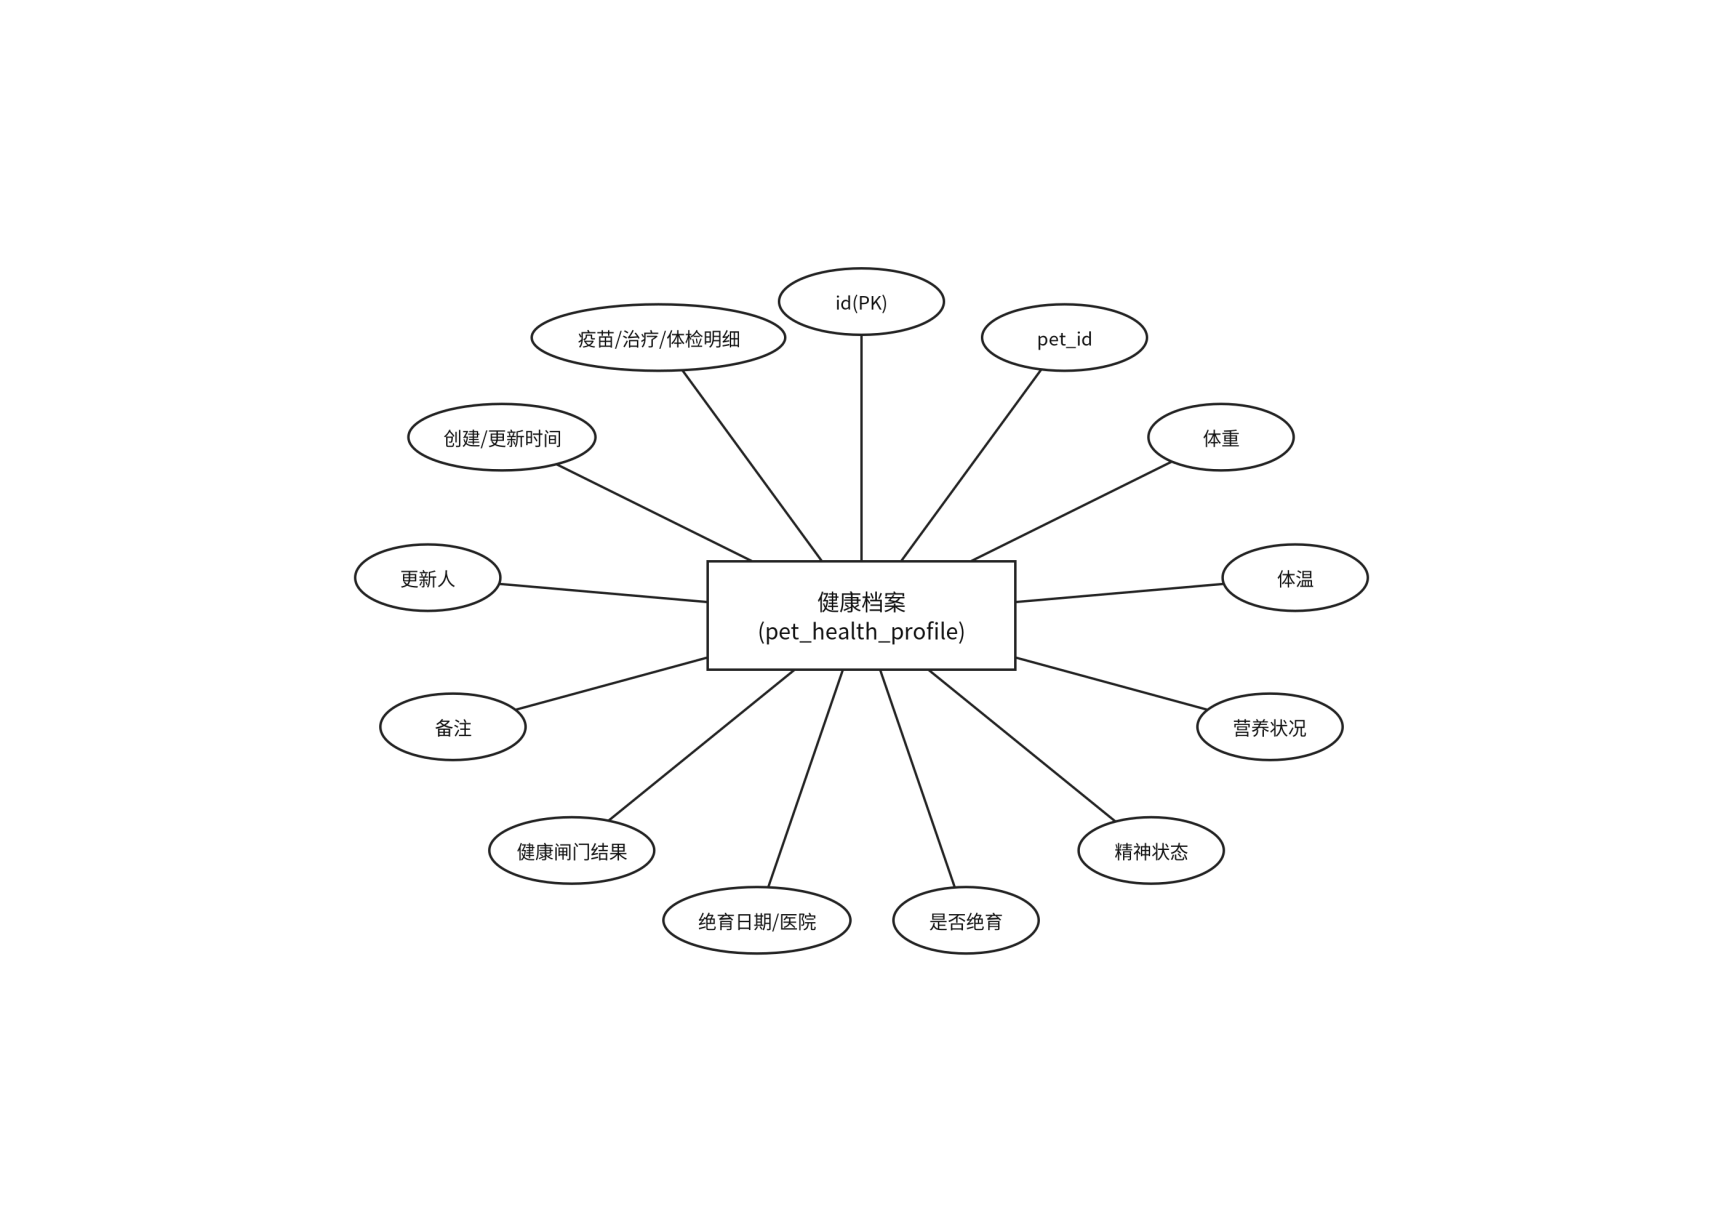 id(PK)
疫苗/治疗/体检明细
pet_id
创建/更新时间
体重
更新人
体温
健康档案
(pet_health_profile)
备注
营养状况
健康闸门结果
精神状态
绝育日期/医院
是否绝育